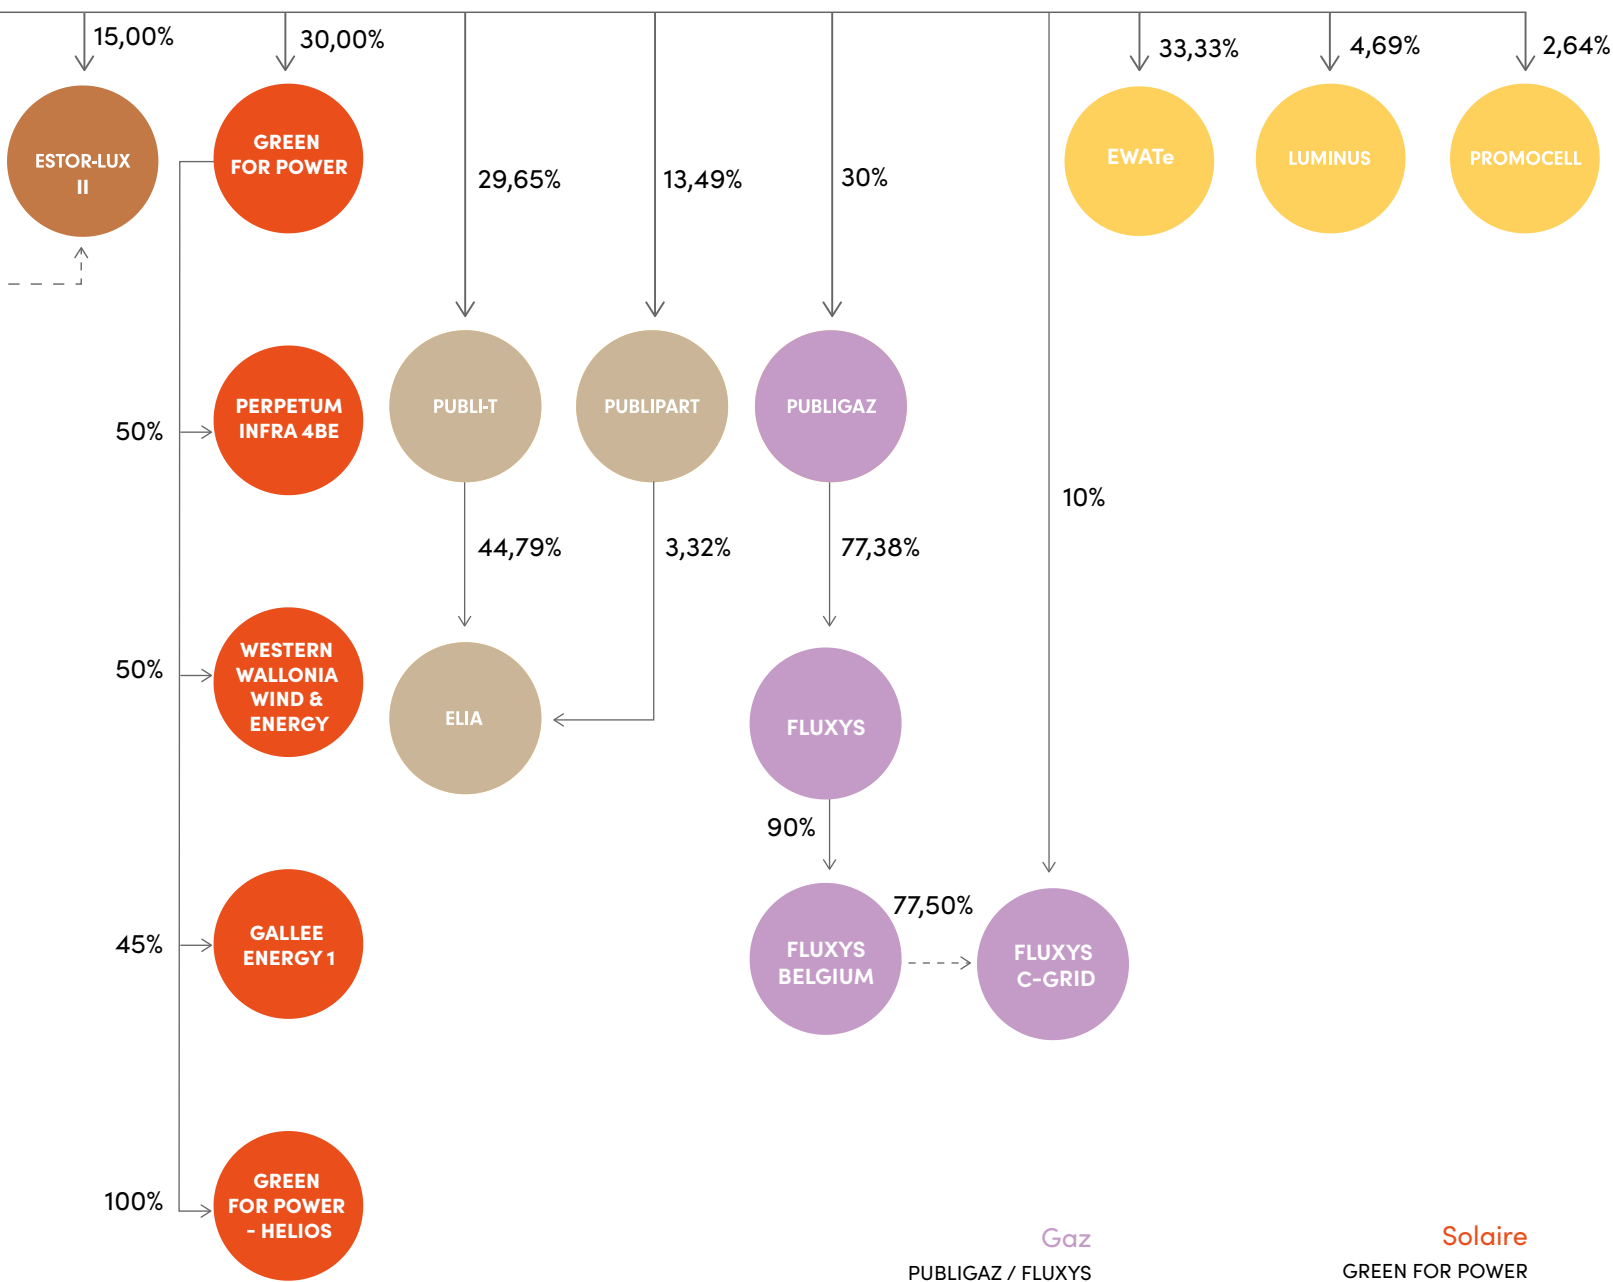 15,00%
30,00%
33,33%
4,69%
2,64%
ESTOR-LUX
II
GREEN
FOR POWER
29,65%
13,49%
30%
EWATe
LUMINUS
PROMOCELL
50%
PERPETUM
INFRA 4BE
PUBLI-T
PUBLIPART
PUBLIGAZ
10%
44,79%
3,32%
77,38%
50%
WESTERN
WALLONIA
WIND &
ENERGY
ELIA
FLUXYS
90%
45%
GALLEE
ENERGY 1
FLUXYS
BELGIUM
77,50%
FLUXYS
C-GRID
100%
GREEN
FOR POWER
- HELIOS
Gaz
PUBLIGAZ / FLUXYS
Solaire
GREEN FOR POWER